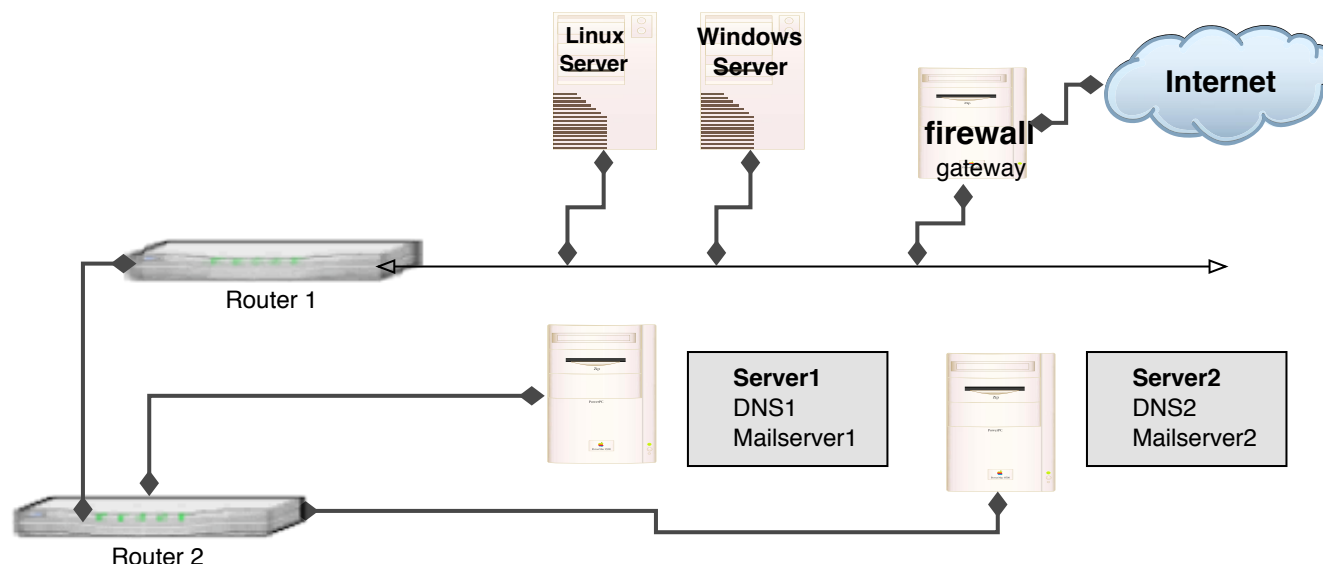 Linux
Server
Windows
Server
Internet
firewall
gateway
Router 1
Server1
DNS1
Mailserver1
Server2
DNS2
Mailserver2
Router 2